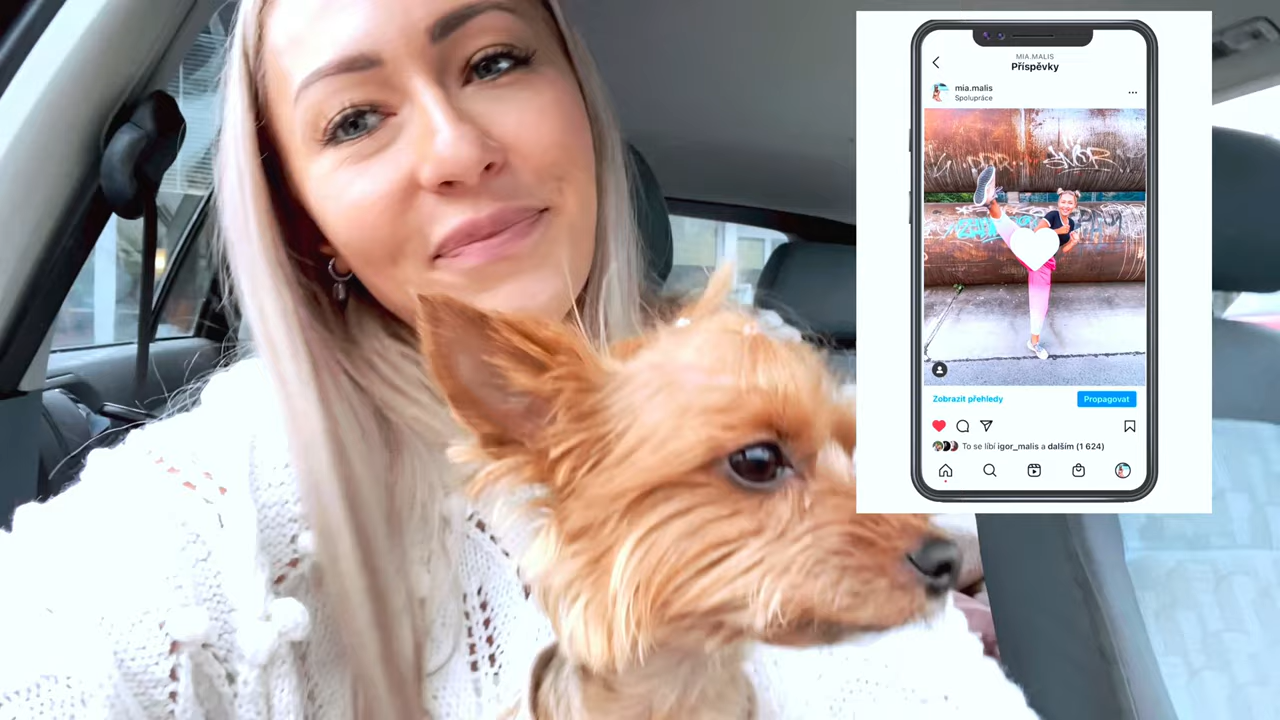 MIA.MALIS
Příspěvky
mia.malis
Spolupráce
Zobrazit přehledy
Propagovat
To se líbí igor_malis a dalším (1 624)